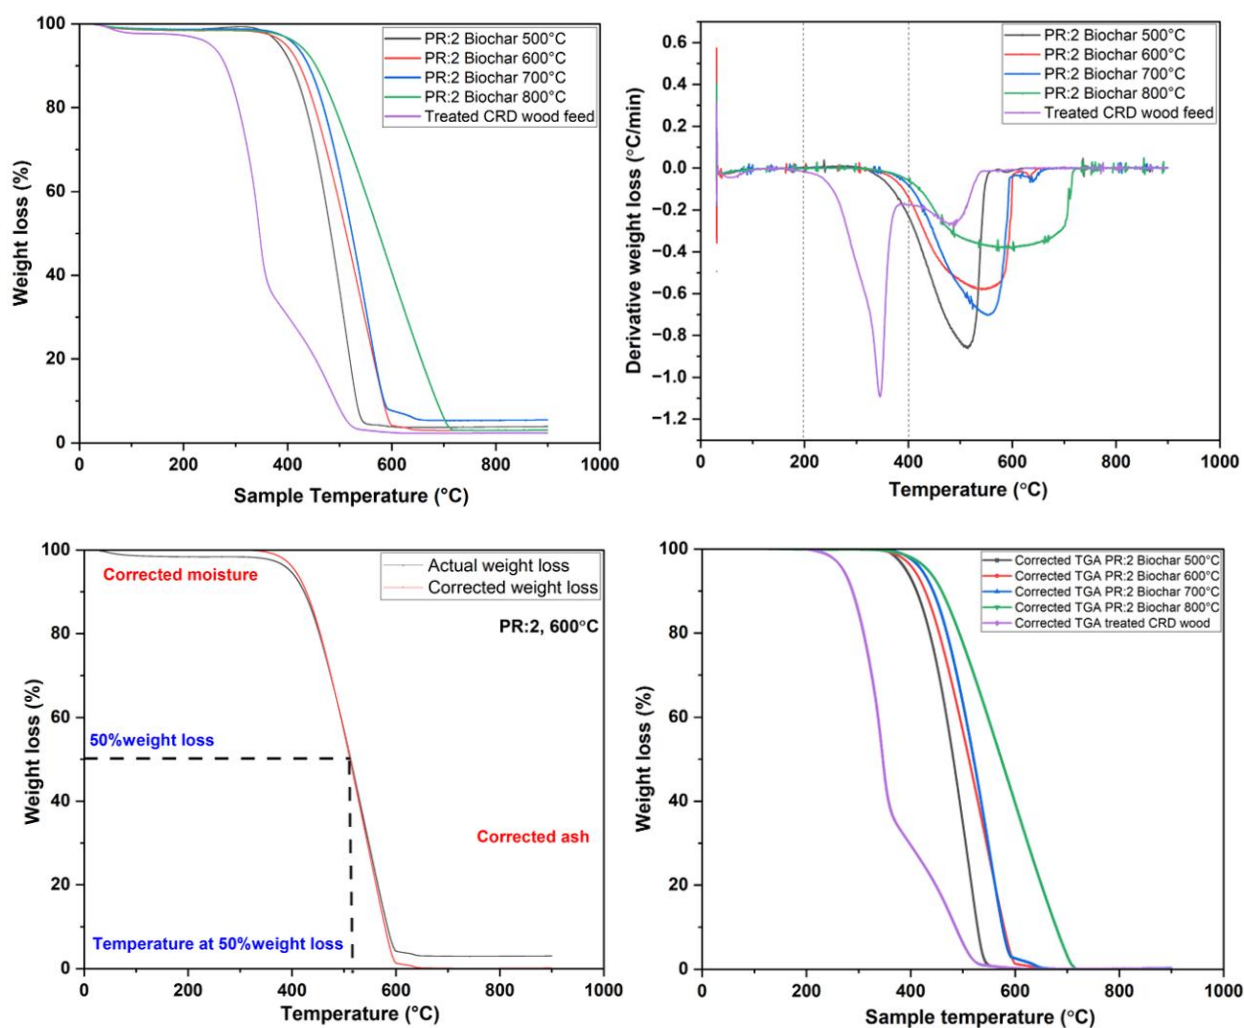 100
80
60
40
20
0
Weight loss (%)
PR:2 Biochar 500°C
PR:2 Biochar 600°C
PR:2 Biochar 700°C
PR:2 Biochar 800°C
Treated CRD wood feed
0 200 400 600 800 1000
Sample Temperature (°C)
0.6
0.4
0.2
0.0
−0.2
−0.4
−0.6
−0.8
−1.0
−1.2
Derivative weight loss (°C/min)
PR:2 Biochar 500°C
PR:2 Biochar 600°C
PR:2 Biochar 700°C
PR:2 Biochar 800°C
Treated CRD wood feed
0 200 400 600 800 1000
Temperature (°C)
100
80
60
40
20
0
Weight loss (%)
Corrected moisture
Actual weight loss
Corrected weight loss
PR:2, 600°C
50%weight loss
Corrected ash
Temperature at 50%weight loss
0 200 400 600 800 1000
Temperature (°C)
100
80
60
40
20
0
Weight loss (%)
Corrected TGA PR:2 Biochar 500°C
Corrected TGA PR:2 Biochar 600°C
Corrected TGA PR:2 Biochar 700°C
Corrected TGA PR:2 Biochar 800°C
Corrected TGA treated CRD wood
0 200 400 600 800 1000
Sample temperature (°C)